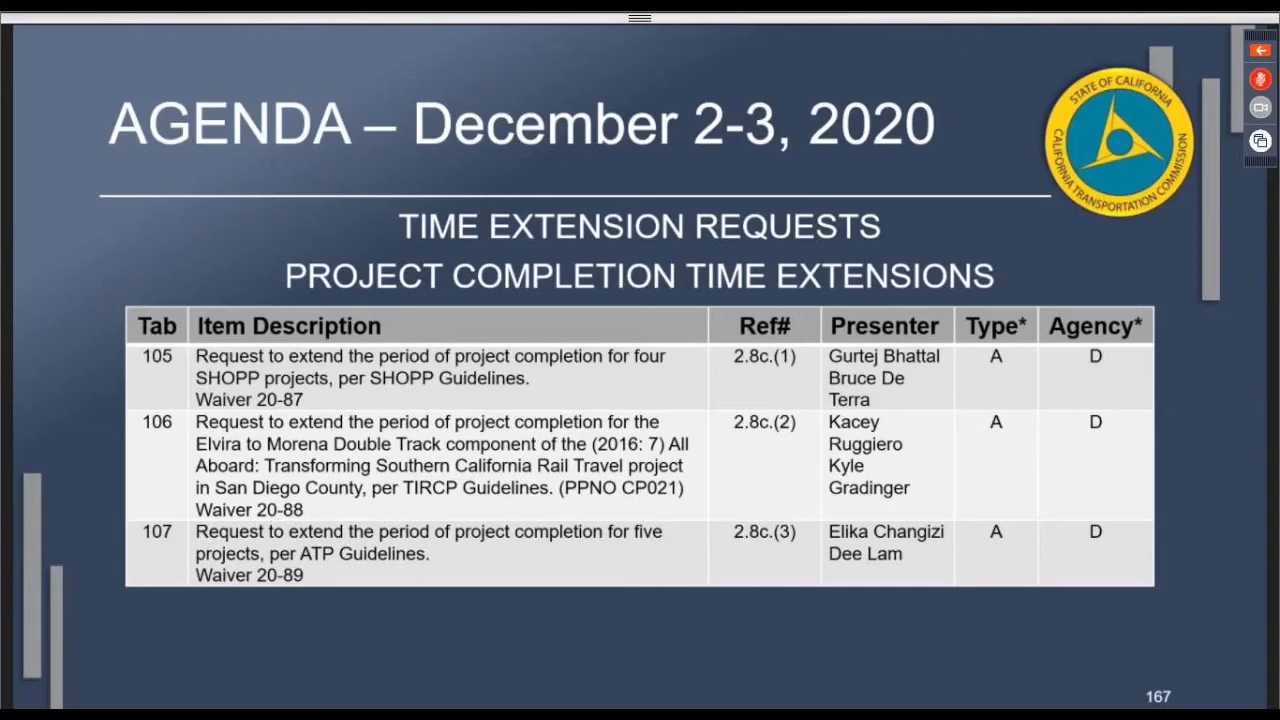 AGENDA – December 2-3, 2020
STATE OF CALIFORNIA
CALIFORNIA TRANSPORTATION COMMISSION
TIME EXTENSION REQUESTS
PROJECT COMPLETION TIME EXTENSIONS
Tab Item Description Ref# Presenter Type* Agency*
105 Request to extend the period of project completion for four 2.8c.(1) Gurtej Bhattal A D
SHOPP projects, per SHOPP Guidelines. Bruce De
Waiver 20-87 Terra
106 Request to extend the period of project completion for the 2.8c.(2) Kacey A D
Elvira to Morena Double Track component of the (2016: 7) All Ruggiero
Aboard: Transforming Southern California Rail Travel project Kyle
in San Diego County, per TIRCP Guidelines. (PPNO CP021) Gradinger
Waiver 20-88
107 Request to extend the period of project completion for five 2.8c.(3) Elika Changizi A D
projects, per ATP Guidelines. Dee Lam
Waiver 20-89
167